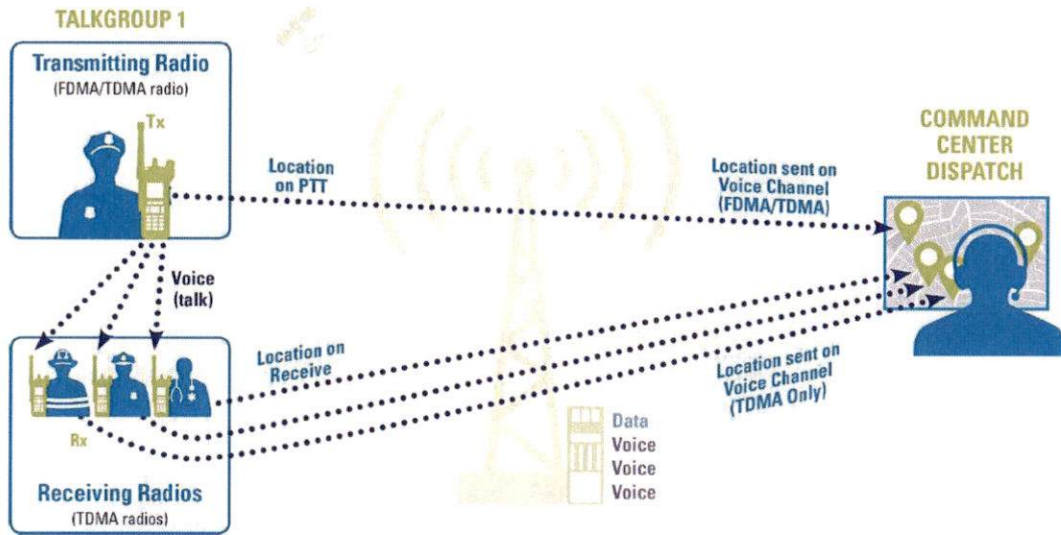 TALKGROUP 1
Transmitting Radio
(FDMA/TDMA radio)
Tx
Location
on PTT
Location sent on
Voice Channel
(FDMA/TDMA)
COMMAND
CENTER
DISPATCH
Voice
(talk)
Location on
Receive
Location sent on
Voice Channel
(TDMA Only)
Rx
Receiving Radios
(TDMA radios)
Data
Voice
Voice
Voice